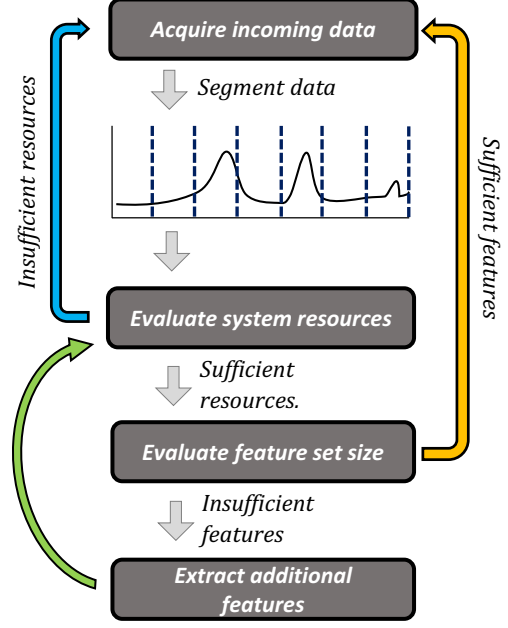 Acquire incoming data
Segment data
Insufficient resources
Sufficient features
Evaluate system resources
Sufficient
resources.
Evaluate feature set size
Insufficient
features
Extract additional
features